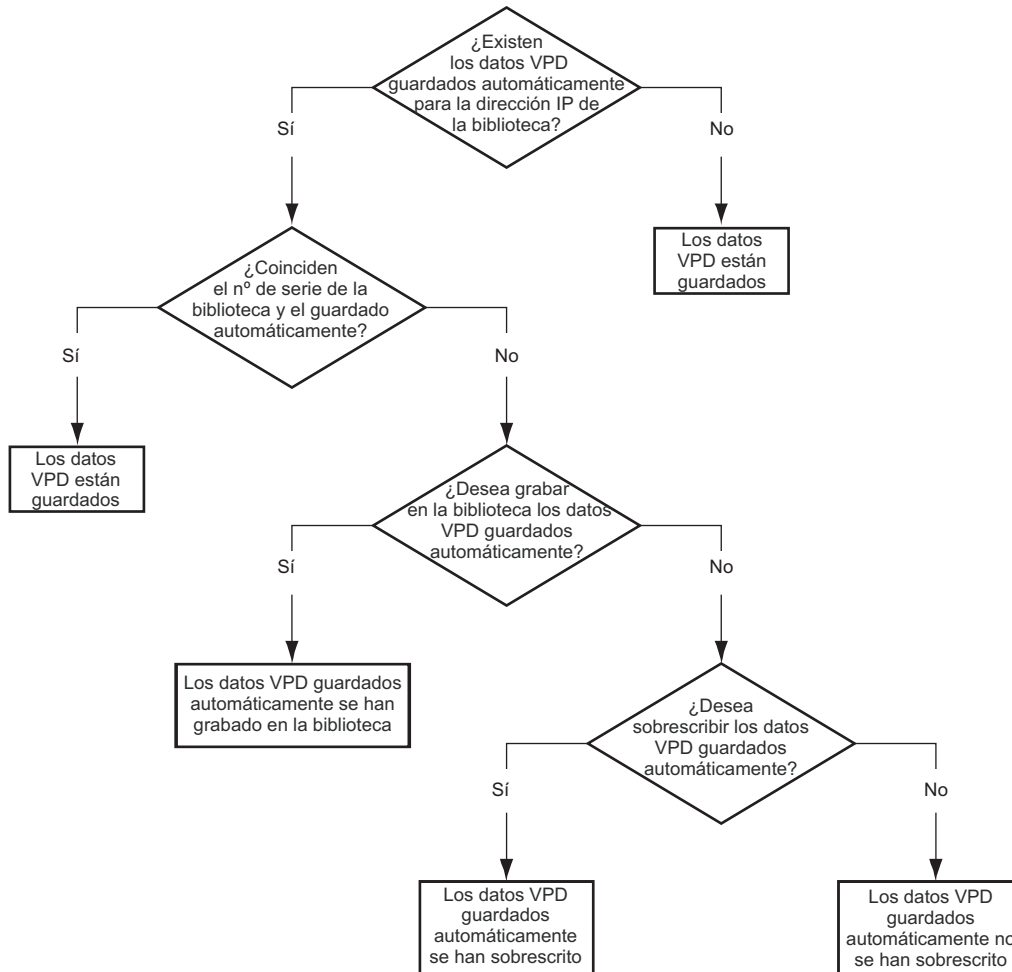 ¿Existen
los datos VPD
guardados automáticamente
para la dirección IP de
la biblioteca?
Sí
No
Los datos
VPD están
guardados
¿Coinciden
el nº de serie de la
biblioteca y el guardado
automáticamente?
Sí
No
Los datos
VPD están
guardados
¿Desea grabar
en la biblioteca los datos
VPD guardados
automáticamente?
Sí
No
Los datos VPD guardados
automáticamente se han
grabado en la biblioteca
¿Desea
sobrescribir los datos
VPD guardados
automáticamente?
Sí
No
Los datos VPD
guardados
automáticamente
se han sobrescrito
Los datos VPD
guardados
automáticamente no
se han sobrescrito